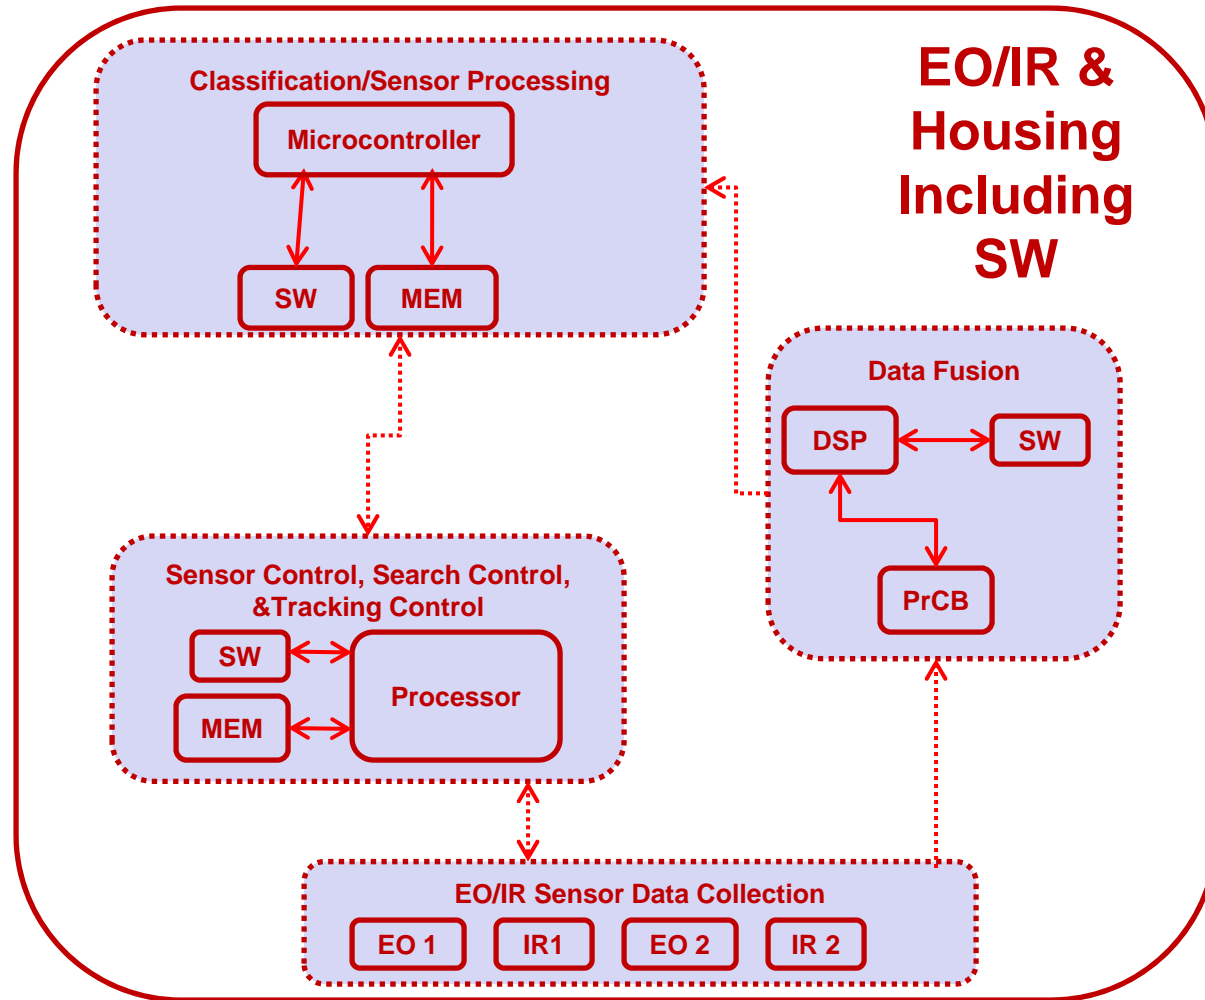 EO/IR &
Housing
Including
SW
Classification/Sensor Processing
Microcontroller
SW
MEM
Data Fusion
DSP
SW
PrCB
Sensor Control, Search Control,
&Tracking Control
SW
MEM
Processor
EO/IR Sensor Data Collection
EO 1
IR1
EO 2
IR 2